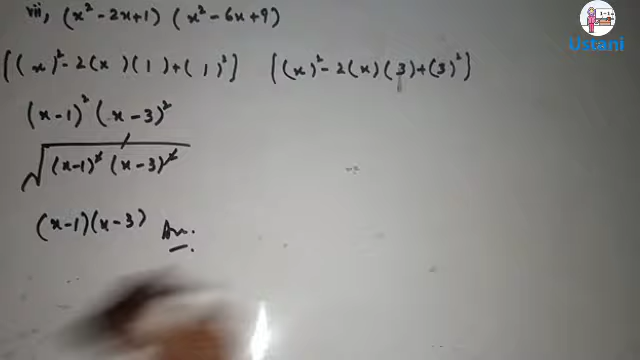 vii, (x² - 2x+1) (x² - 6x+9)
[(x)² - 2(x)(1)+(1)²] [(x)² - 2(x)(3)+(3)²]
(x-1)² (x-3)²
√(x-1)² (x-3)²
(x-1)(x-3) Ans.
Ustani